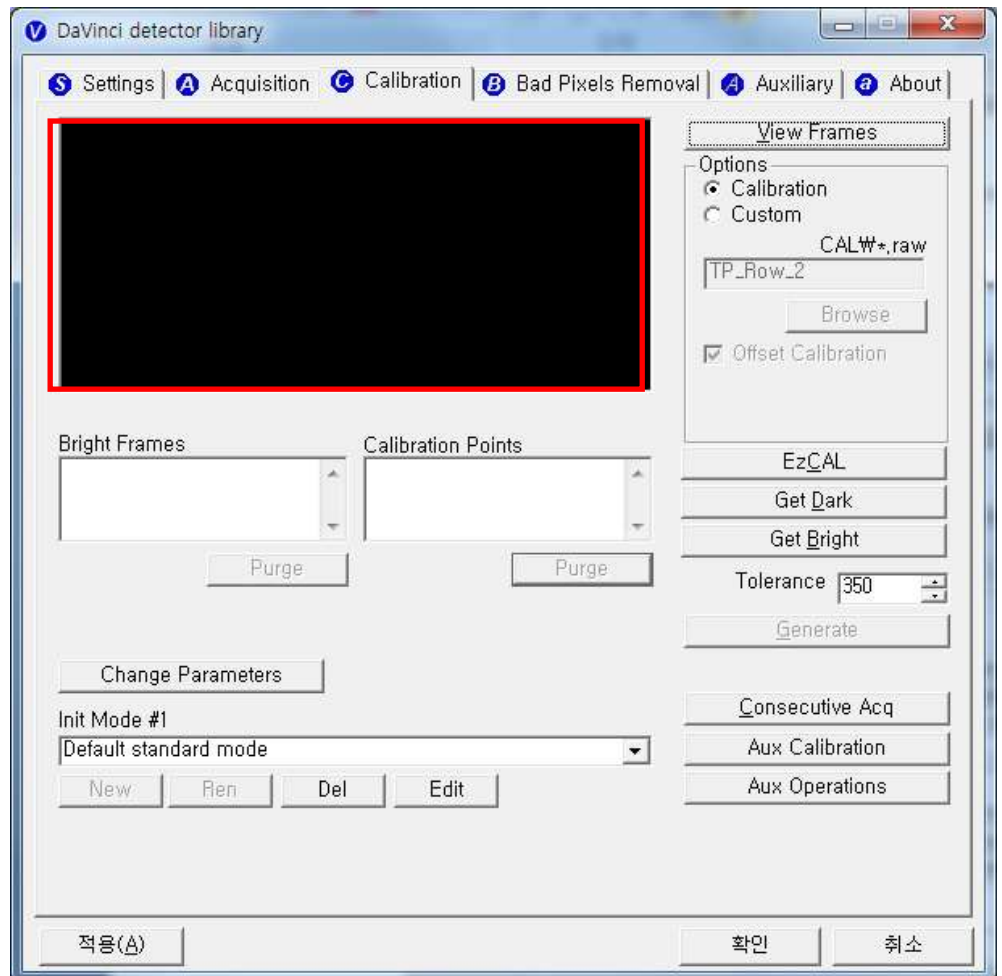 DaVinci detector library
Settings
Acquisition
Calibration
Bad Pixels Removal
Auxiliary
About
View Frames
Options
Calibration
Custom
CAL₩*,raw
TP_Row_2
Browse
Offset Calibration
Bright Frames
Calibration Points
Purge
Purge
EzCAL
Get Dark
Get Bright
Tolerance 350
Generate
Change Parameters
Init Mode #1
Default standard mode
New
Ren
Del
Edit
Consecutive Acq
Aux Calibration
Aux Operations
적용(A)
확인
취소